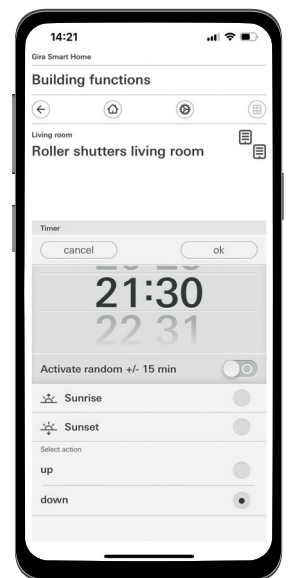 14:21
Gira Smart Home
Building functions
Living room
Roller shutters living room
Timer
cancel
ok
21:30
22 31
Activate random +/- 15 min
Sunrise
Sunset
Select action
up
down